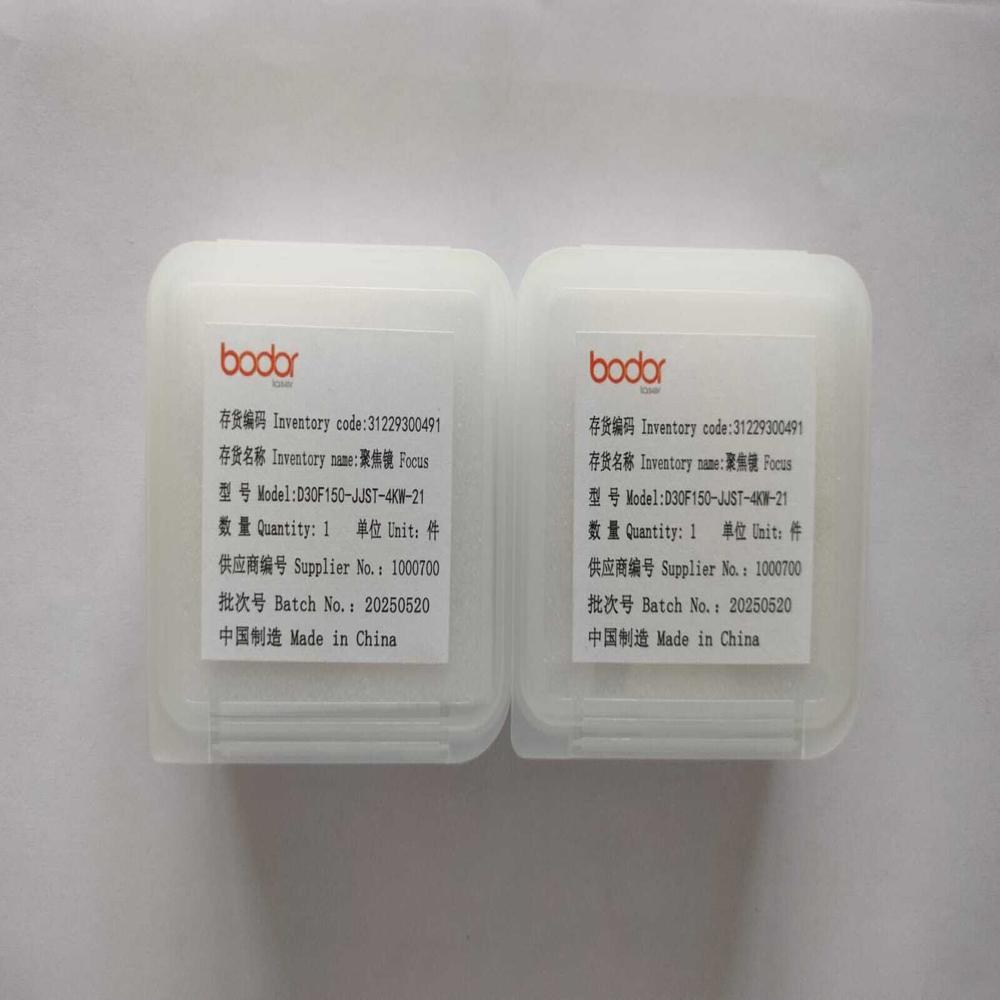 bodor
laser
存货编码 Inventory code:31229300491
存货名称 Inventory name:聚焦镜 Focus
型 号 Model:D30F150-JJST-4KW-21
数 量 Quantity: 1 单位 Unit: 件
供应商编号 Supplier No.: 1000700
批次号 Batch No.: 20250520
中国制造 Made in China
bodor
laser
存货编码 Inventory code:31229300491
存货名称 Inventory name:聚焦镜 Focus
型 号 Model:D30F150-JJST-4KW-21
数 量 Quantity: 1 单位 Unit: 件
供应商编号 Supplier No.: 1000700
批次号 Batch No.: 20250520
中国制造 Made in China